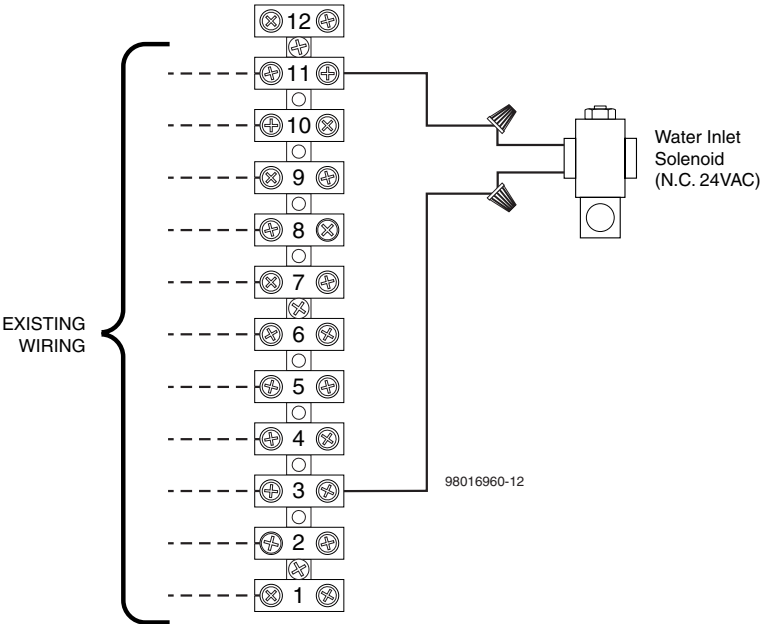 12
11
10
9
8
7
6
5
4
3
2
1
EXISTING
WIRING
Water Inlet
Solenoid
(N.C. 24VAC)
98016960-12